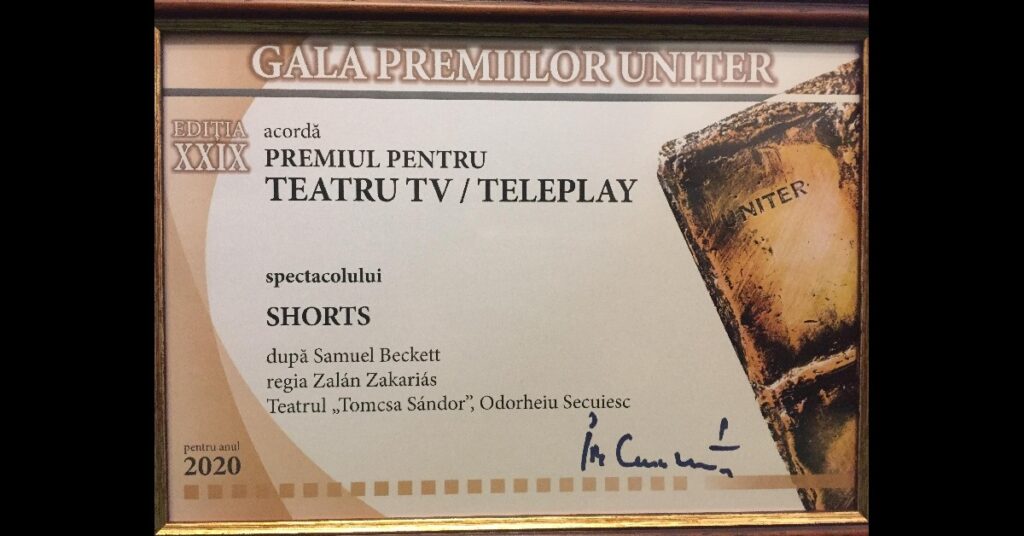 GALA PREMIILOR UNITER
EDIȚIA
XXIX
acordă
PREMIUL PENTRU
TEATRU TV / TELEPLAY
UNITER
spectacolului
SHORTS
după Samuel Beckett
regia Zalán Zakariás
Teatrul „Tomcsa Sándor”, Odorheiu Secuiesc
pentru anul
2020